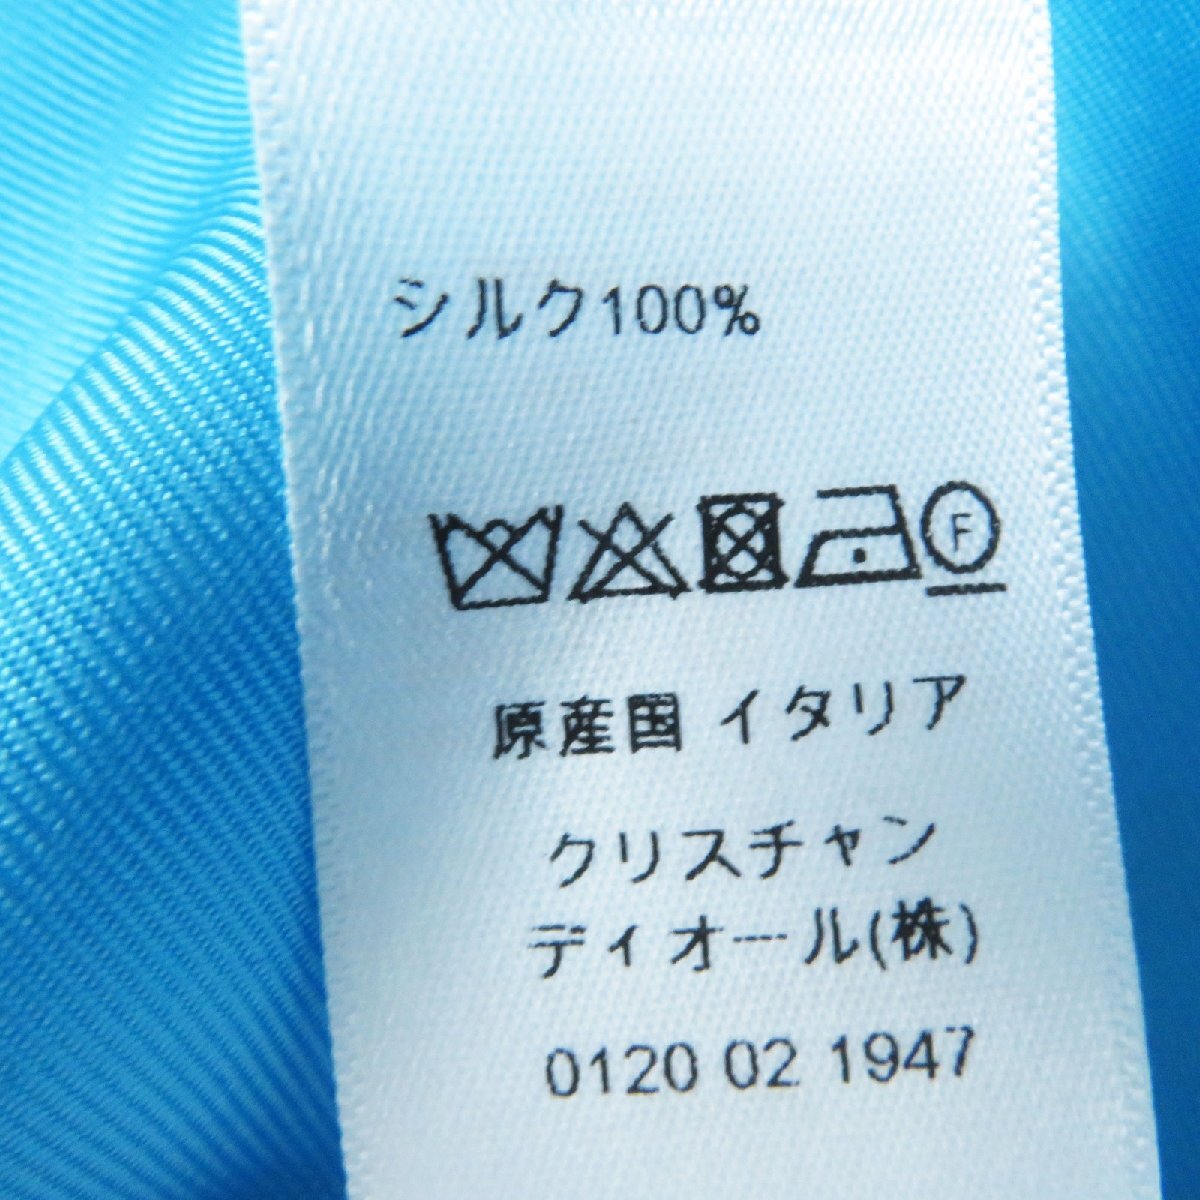 シルク100%
F
原産国 イタリア
クリスチャン
ディオール(株)
0120 02 1947